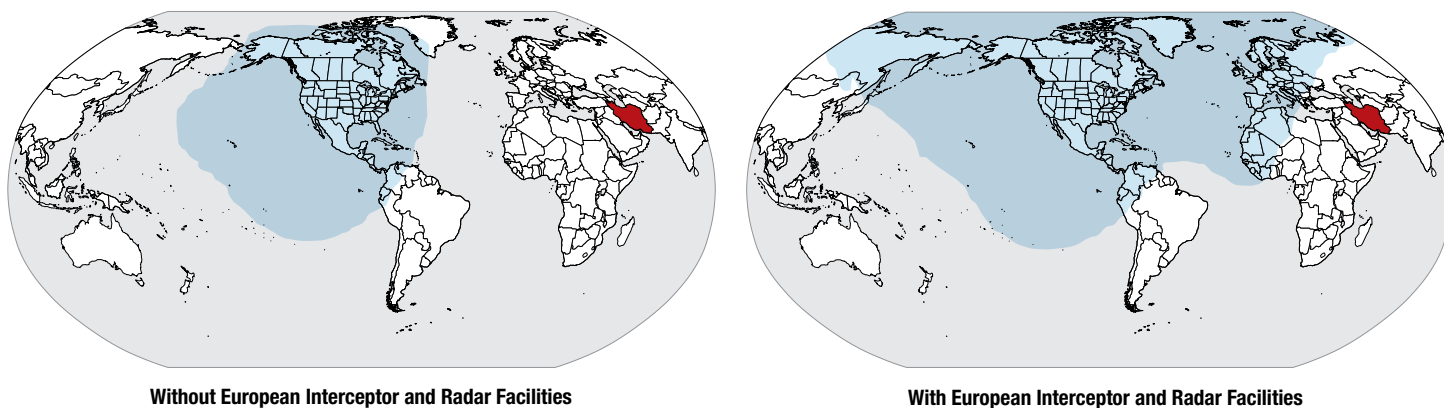 Without European Interceptor and Radar Facilities
With European Interceptor and Radar Facilities